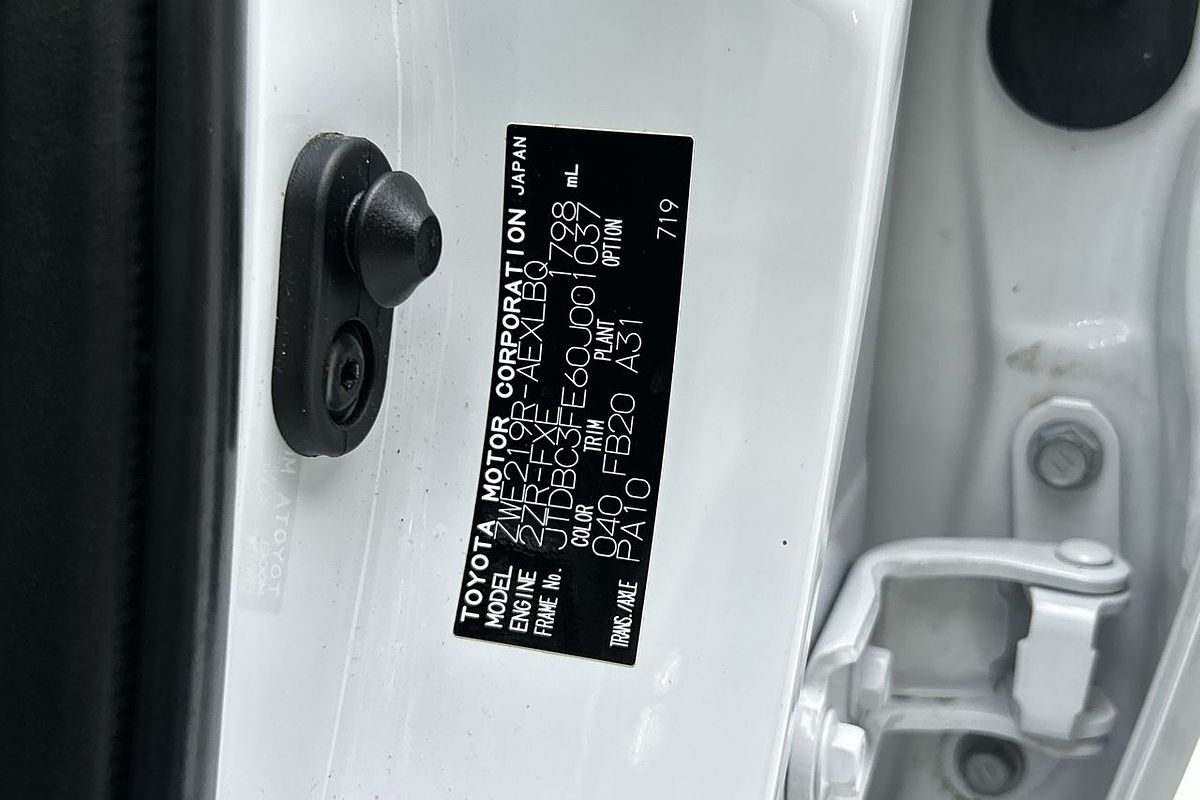 TOYOTA MOTOR CORPORATION JAPAN
MODEL ZWE219R-AEXLBQ
ENGINE 2ZR-FXE 1798 mL
FRAME No. JTDBC3FE60J001037
COLOR TRIM PLANT OPTION
040 FB20 A31
TRANS./AXLE PA10 719